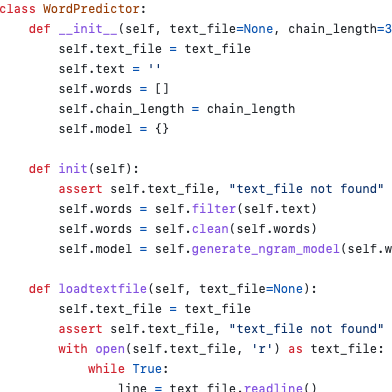 class WordPredictor:
    def __init__(self, text_file=None, chain_length=3
        self.text_file = text_file
        self.text = ''
        self.words = []
        self.chain_length = chain_length
        self.model = {}

    def init(self):
        assert self.text_file, "text_file not found"
        self.words = self.filter(self.text)
        self.words = self.clean(self.words)
        self.model = self.generate_ngram_model(self.w

    def loadtextfile(self, text_file=None):
        self.text_file = text_file
        assert self.text_file, "text_file not found"
        with open(self.text_file, 'r') as text_file:
            while True:
                line = text_file.readline()